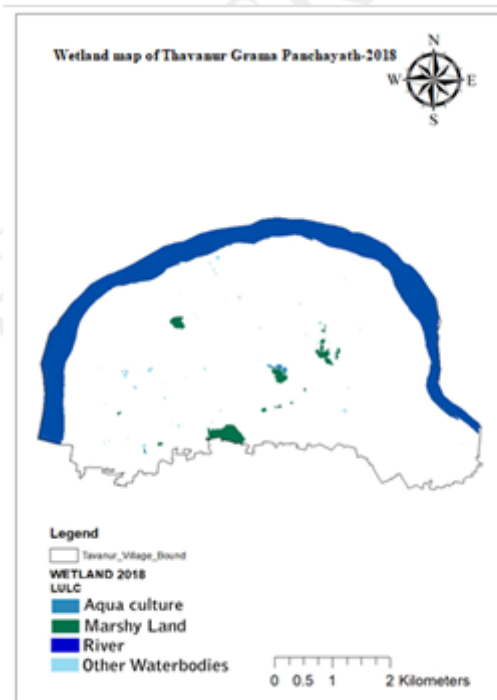 Wetland map of Thavanur Grama Panchayath-2018
N
W E
S
Legend
Tavanur_Village_Bound
WETLAND 2018
LULC
Aqua culture
Marshy Land
River
Other Waterbodies
0 0.5 1 2 Kilometers